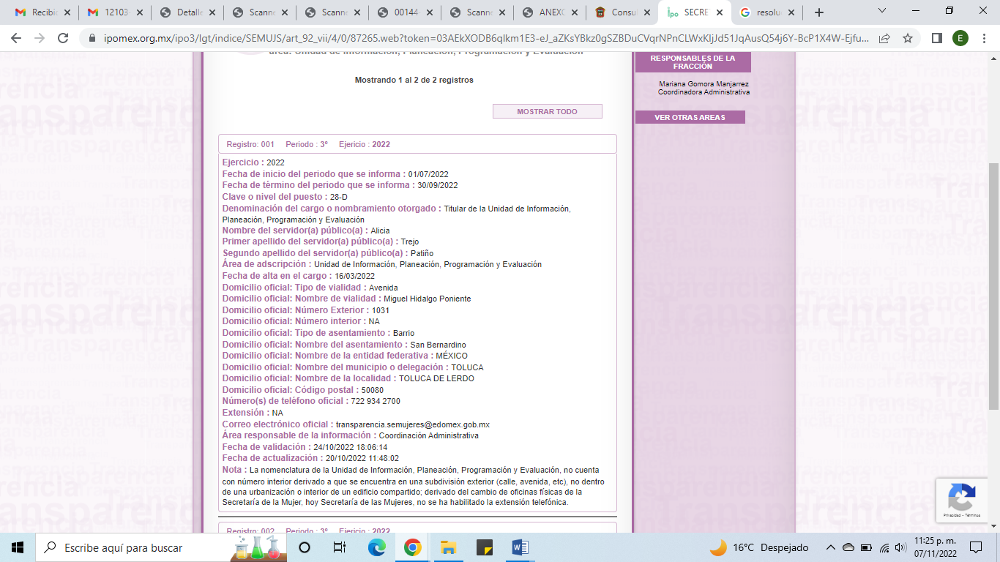 Recibid
12103-
Detalle
Scanne
Scanne
00144
Scanne
ANEXO
Consul
SECRE
resolu
ipomex.org.mx/ipo3/lgt/indice/SEMUJS/art_92_vii/4/0/87265.web?token=
E
área: Unidad de Información, Planeación, Programación y Evaluación
Mostrando 1 al 2 de 2 registros
MOSTRAR TODO
RESPONSABLES DE LA
FRACCIÓN
Mariana Gomora Manjarrez
Coordinadora Administrativa
VER OTRAS AREAS
Registro: 001 Periodo : 3º Ejericio : 2022
Ejercicio : 2022
Fecha de inicio del periodo que se informa : 01/07/2022
Fecha de término del periodo que se informa : 30/09/2022
Clave o nivel del puesto : 28-D
Denominación del cargo o nombramiento otorgado : Titular de la Unidad de Información,
Planeación, Programación y Evaluación
Nombre del servidor(a) público(a) : Alicia
Primer apellido del servidor(a) público(a) : Trejo
Segundo apellido del servidor(a) público(a) : Patiño
Área de adscripción : Unidad de Información, Planeación, Programación y Evaluación
Fecha de alta en el cargo : 16/03/2022
Domicilio oficial: Tipo de vialidad : Avenida
Domicilio oficial: Nombre de vialidad : Miguel Hidalgo Poniente
Domicilio oficial: Número Exterior : 1031
Domicilio oficial: Número interior : NA
Domicilio oficial: Tipo de asentamiento : Barrio
Domicilio oficial: Nombre del asentamiento : San Bernardino
Domicilio oficial: Nombre de la entidad federativa : MÉXICO
Domicilio oficial: Nombre del municipio o delegación : TOLUCA
Domicilio oficial: Nombre de la localidad : TOLUCA DE LERDO
Domicilio oficial: Código postal : 50080
Número(s) de teléfono oficial : 722 934 2700
Extensión : NA
Correo electrónico oficial : transparencia.semujeres@edomex.gob.mx
Área responsable de la información : Coordinación Administrativa
Fecha de validación : 24/10/2022 18:06:14
Fecha de actualización : 20/10/2022 11:48:02
Nota : La nomenclatura de la Unidad de Información, Planeación, Programación y Evaluación, no cuenta
con número interior derivado a que se encuentra en una subdivisión exterior (calle, avenida, etc), no dentro
de una urbanización o interior de un edificio compartido; derivado del cambio de oficinas físicas de la
Secretaría de la Mujer, hoy Secretaría de las Mujeres, no se ha habilitado la extensión telefónica.
Registro: 002 Periodo : 3º Ejericio : 2022
Privacidad - Términos
Escribe aquí para buscar
16°C Despejado
11:25 p. m.
07/11/2022